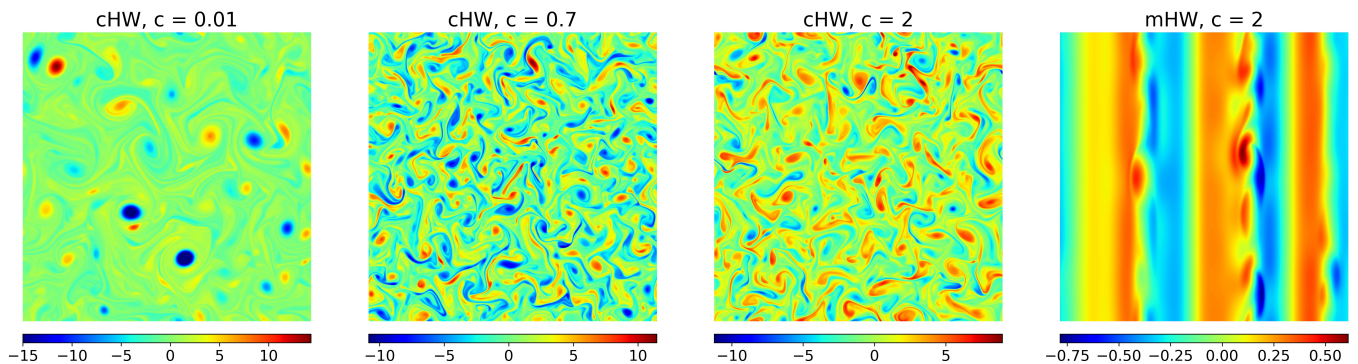 cHW, c = 0.01
cHW, c = 0.7
cHW, c = 2
mHW, c = 2
−15 −10 −5 0 5 10
−10 −5 0 5 10
−10 −5 0 5
−0.75 −0.50 −0.25 0.00 0.25 0.50